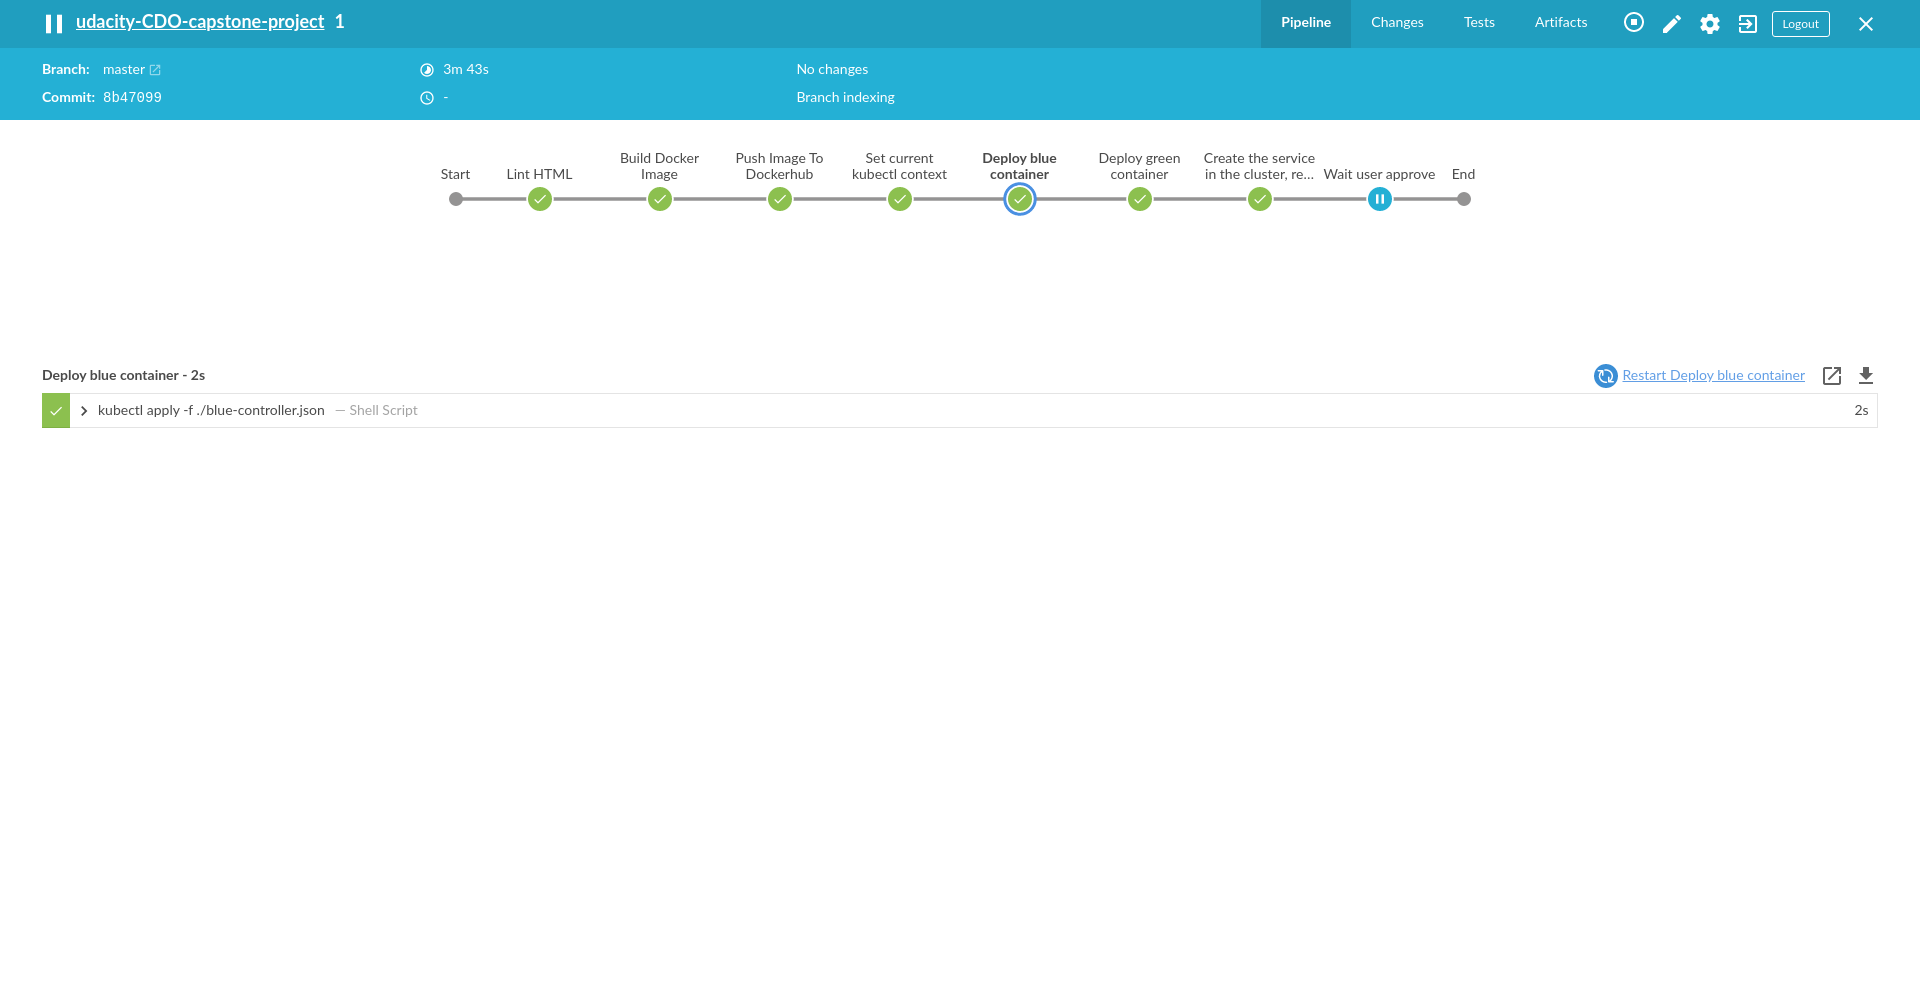 udacity-CDO-capstone-project 1
Pipeline Changes Tests Artifacts Logout
Branch: master 3m 43s No changes
Commit: 8b47099 - Branch indexing
Start
Lint HTML
Build Docker
Image
Push Image To
Dockerhub
Set current
kubectl context
Deploy blue
container
Deploy green
container
Create the service
in the cluster, re...
Wait user approve
End
Deploy blue container - 2s
Restart Deploy blue container
kubectl apply -f ./blue-controller.json — Shell Script 2s